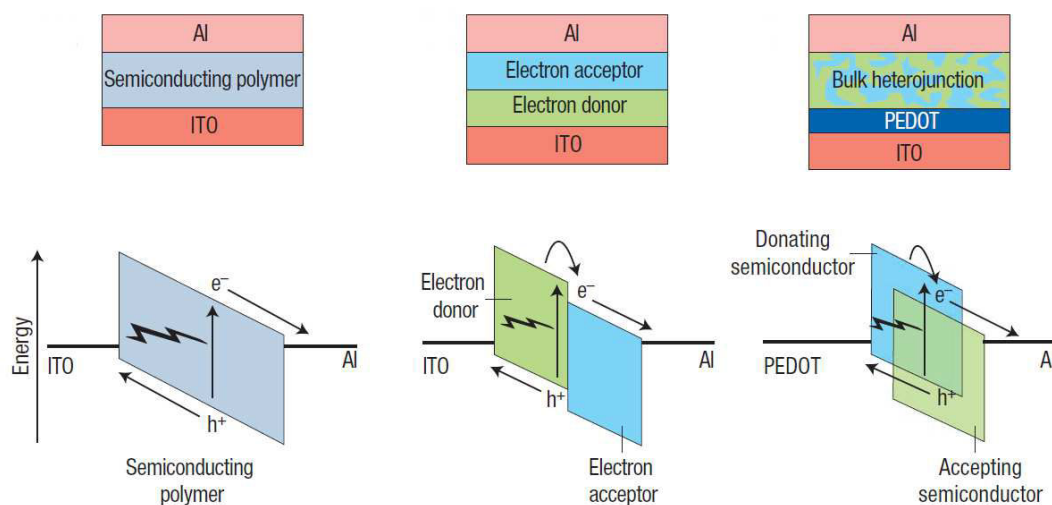 Al
Semiconducting polymer
ITO
Al
Electron acceptor
Electron donor
ITO
Al
Bulk heterojunction
PEDOT
ITO
Energy
ITO
e⁻
h⁺
Al
Semiconducting
polymer
Electron
donor
e⁻
ITO
h⁺
Al
Electron
acceptor
Donating
semiconductor
e⁻
PEDOT
h⁺
A
Accepting
semiconductor